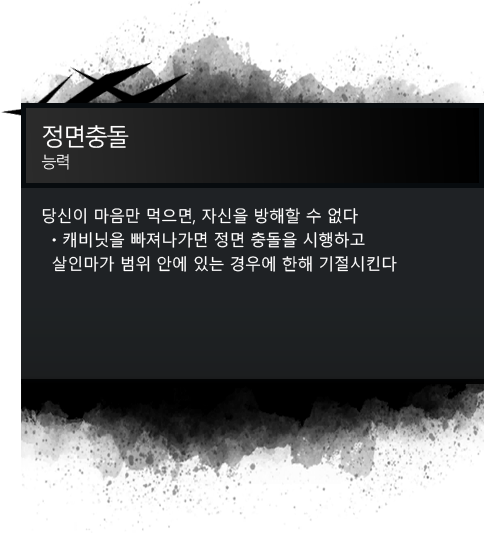 정면충돌
능력
당신이 마음만 먹으면, 자신을 방해할 수 없다
• 캐비닛을 빠져나가면 정면 충돌을 시행하고
살인마가 범위 안에 있는 경우에 한해 기절시킨다